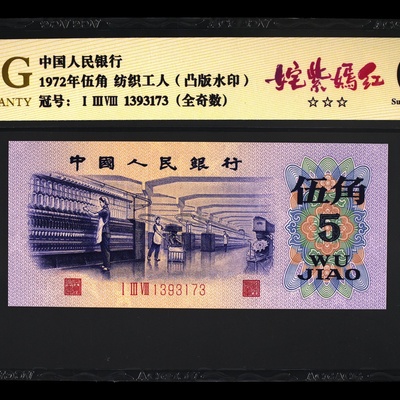 G
中国人民银行
1972年伍角 纺织工人（凸版水印）
冠号： I III VIII 1393173（全奇数）
姹紫嫣红
☆☆☆
ANTY
Su
中國人民銀行
伍角
5
WU
JIAO
I III VIII 1393173